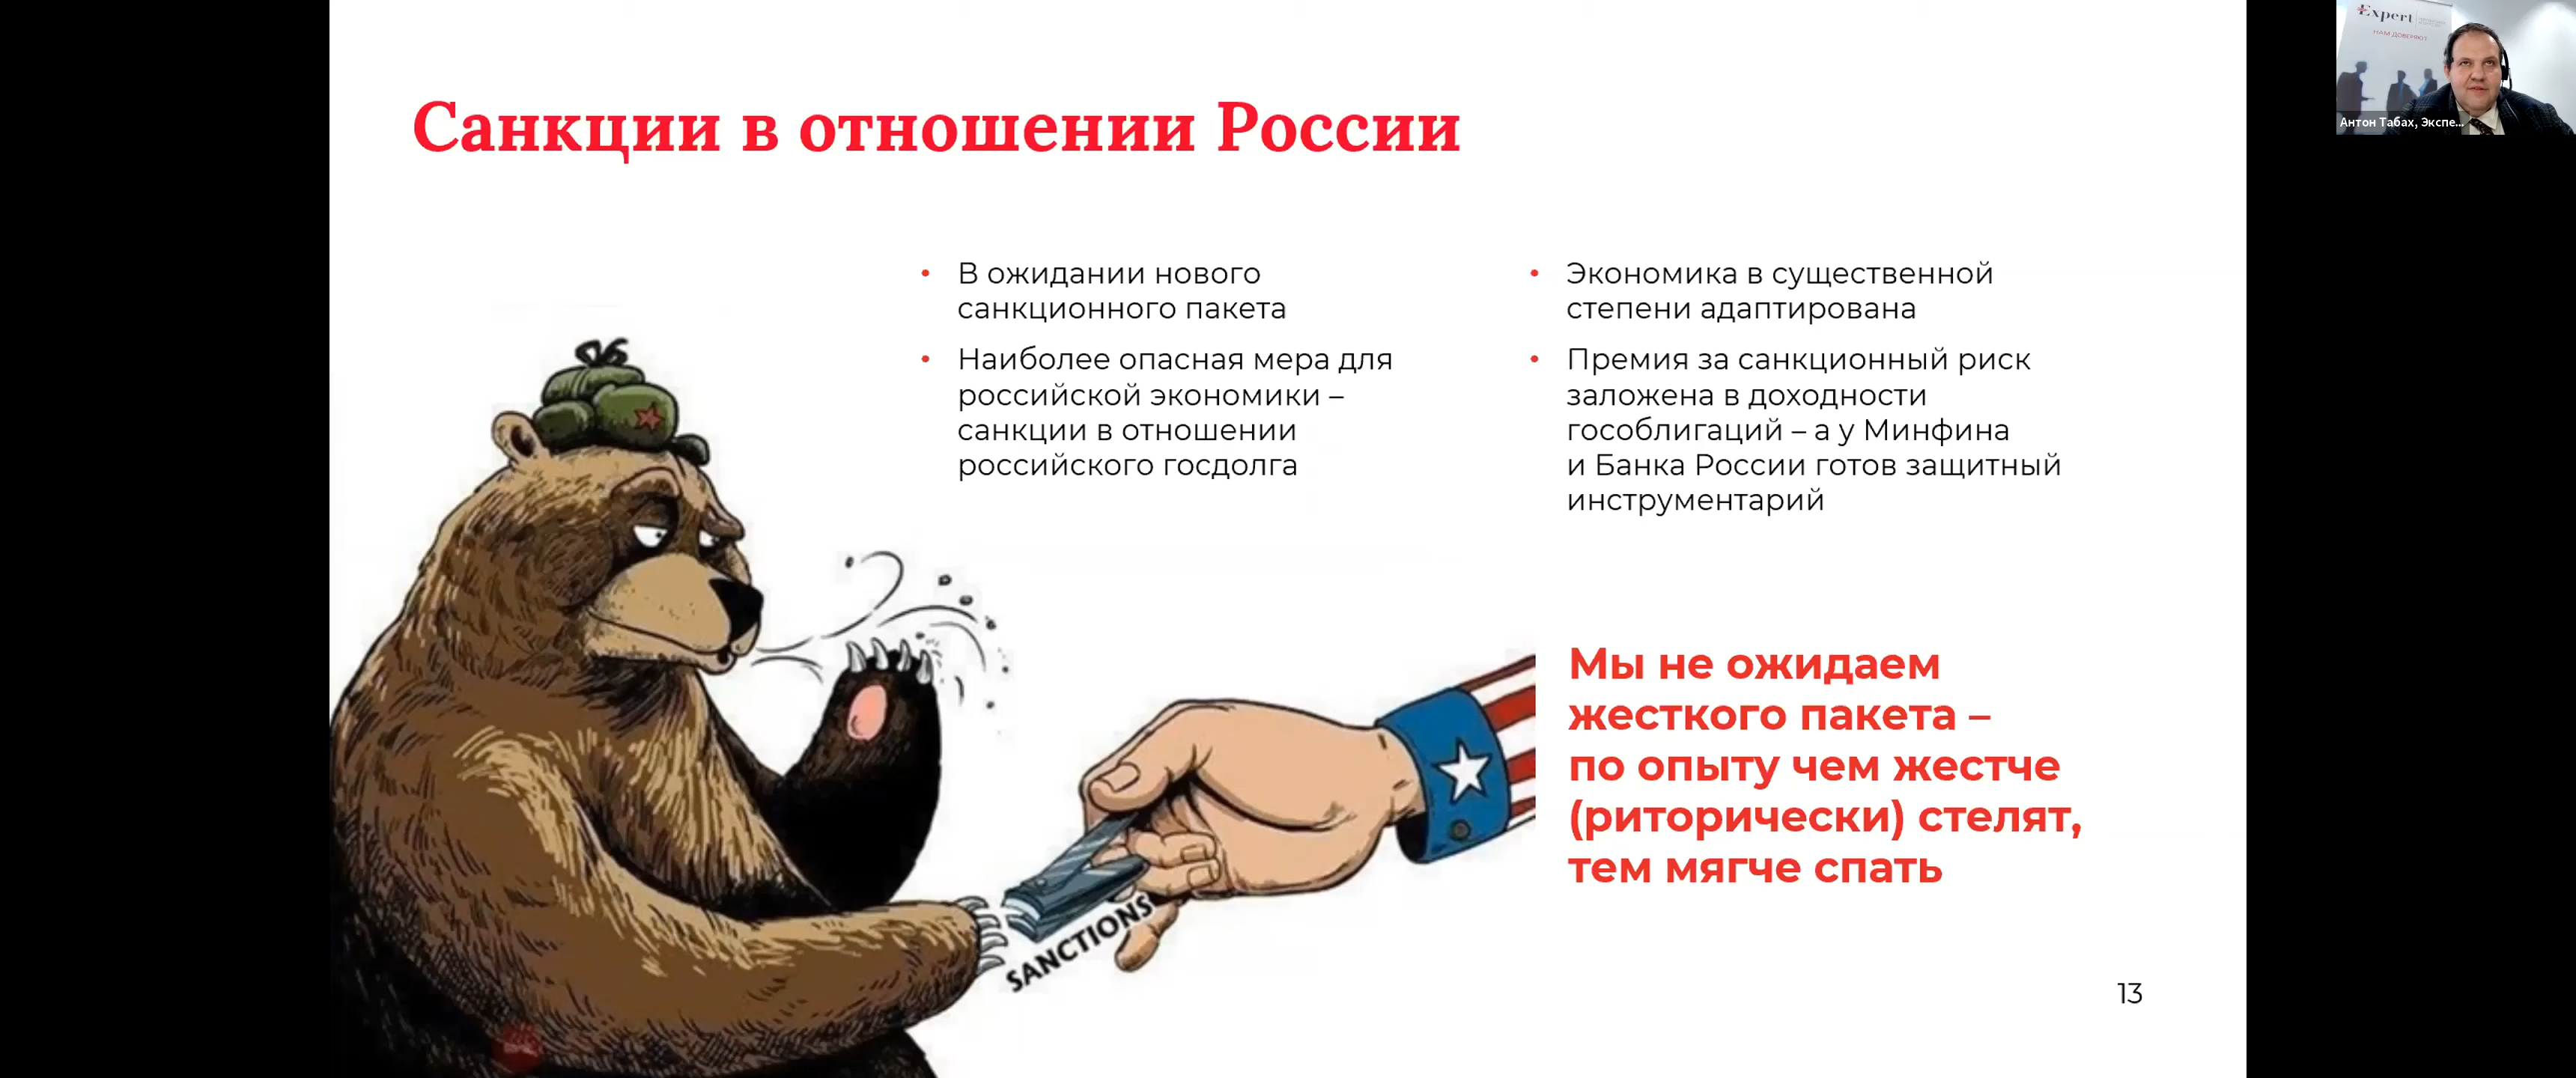 Санкции в отношении России
• В ожидании нового
санкционного пакета
• Наиболее опасная мера для
российской экономики –
санкции в отношении
российского госдолга
• Экономика в существенной
степени адаптирована
• Премия за санкционный риск
заложена в доходности
гособлигаций – а у Минфина
и Банка России готов защитный
инструментарий
SANCTIONS
Мы не ожидаем
жесткого пакета –
по опыту чем жестче
(риторически) стелят,
тем мягче спать
13
Expert
НАМ ДОВЕРЯЮТ
Антон Табах, Экспе...